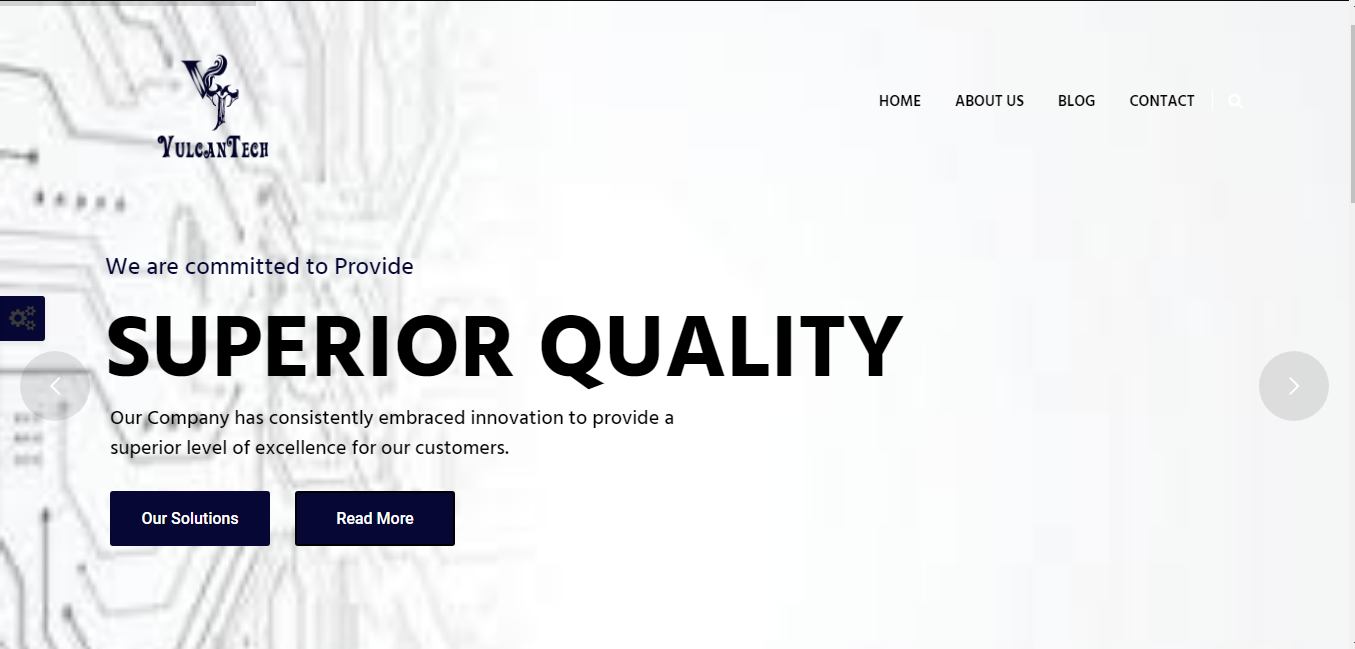 VULCANTECH
HOME ABOUT US BLOG CONTACT
We are committed to Provide
SUPERIOR QUALITY
Our Company has consistently embraced innovation to provide a
superior level of excellence for our customers.
Our Solutions Read More